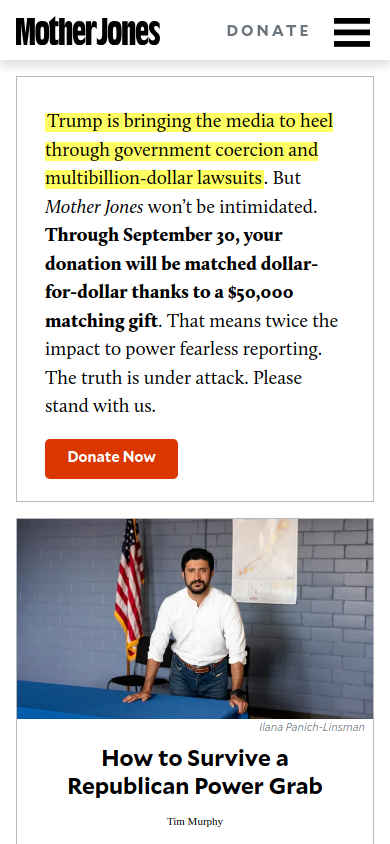 Mother Jones
DONATE
Trump is bringing the media to heel
through government coercion and
multibillion-dollar lawsuits. But
Mother Jones won’t be intimidated.
Through September 30, your
donation will be matched dollar-
for-dollar thanks to a $50,000
matching gift. That means twice the
impact to power fearless reporting.
The truth is under attack. Please
stand with us.
Donate Now
Ilana Panich-Linsman
How to Survive a
Republican Power Grab
Tim Murphy